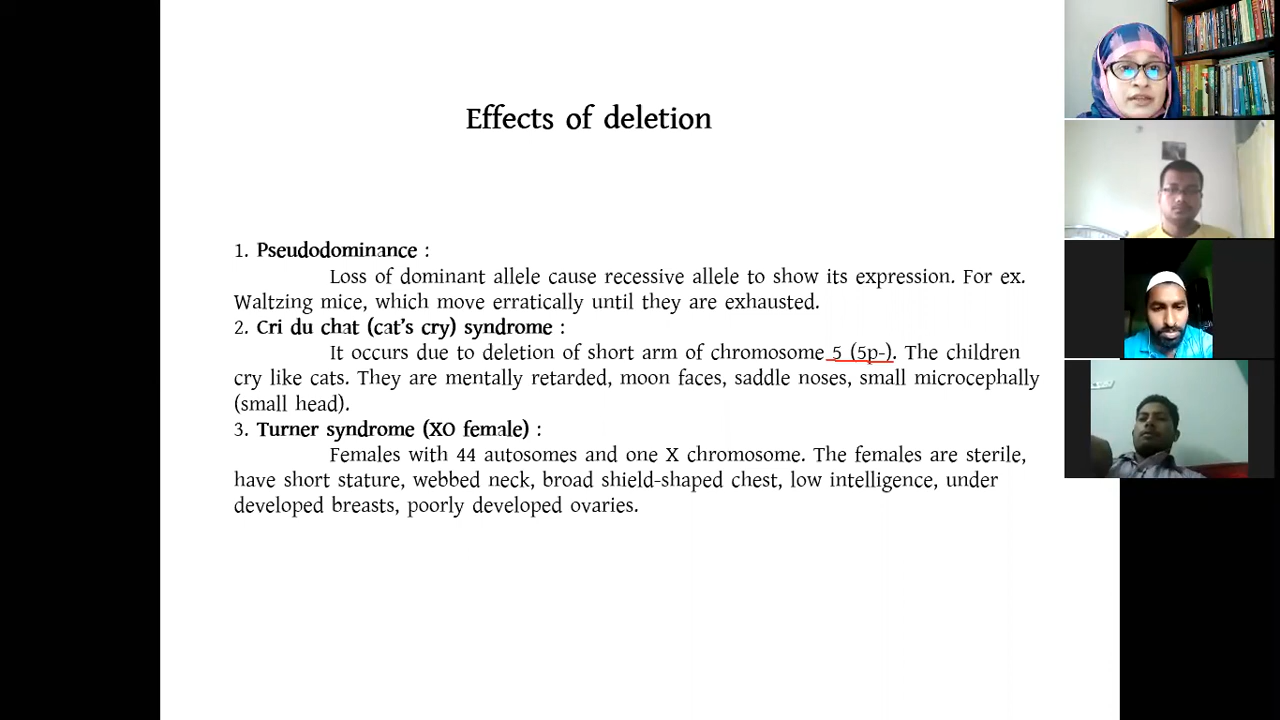 Effects of deletion
1. Pseudodominance :
Loss of dominant allele cause recessive allele to show its expression. For ex.
Waltzing mice, which move erratically until they are exhausted.
2. Cri du chat (cat's cry) syndrome :
It occurs due to deletion of short arm of chromosome 5 (5p-). The children
cry like cats. They are mentally retarded, moon faces, saddle noses, small microcephally
(small head).
3. Turner syndrome (XO female) :
Females with 44 autosomes and one X chromosome. The females are sterile,
have short stature, webbed neck, broad shield-shaped chest, low intelligence, under
developed breasts, poorly developed ovaries.